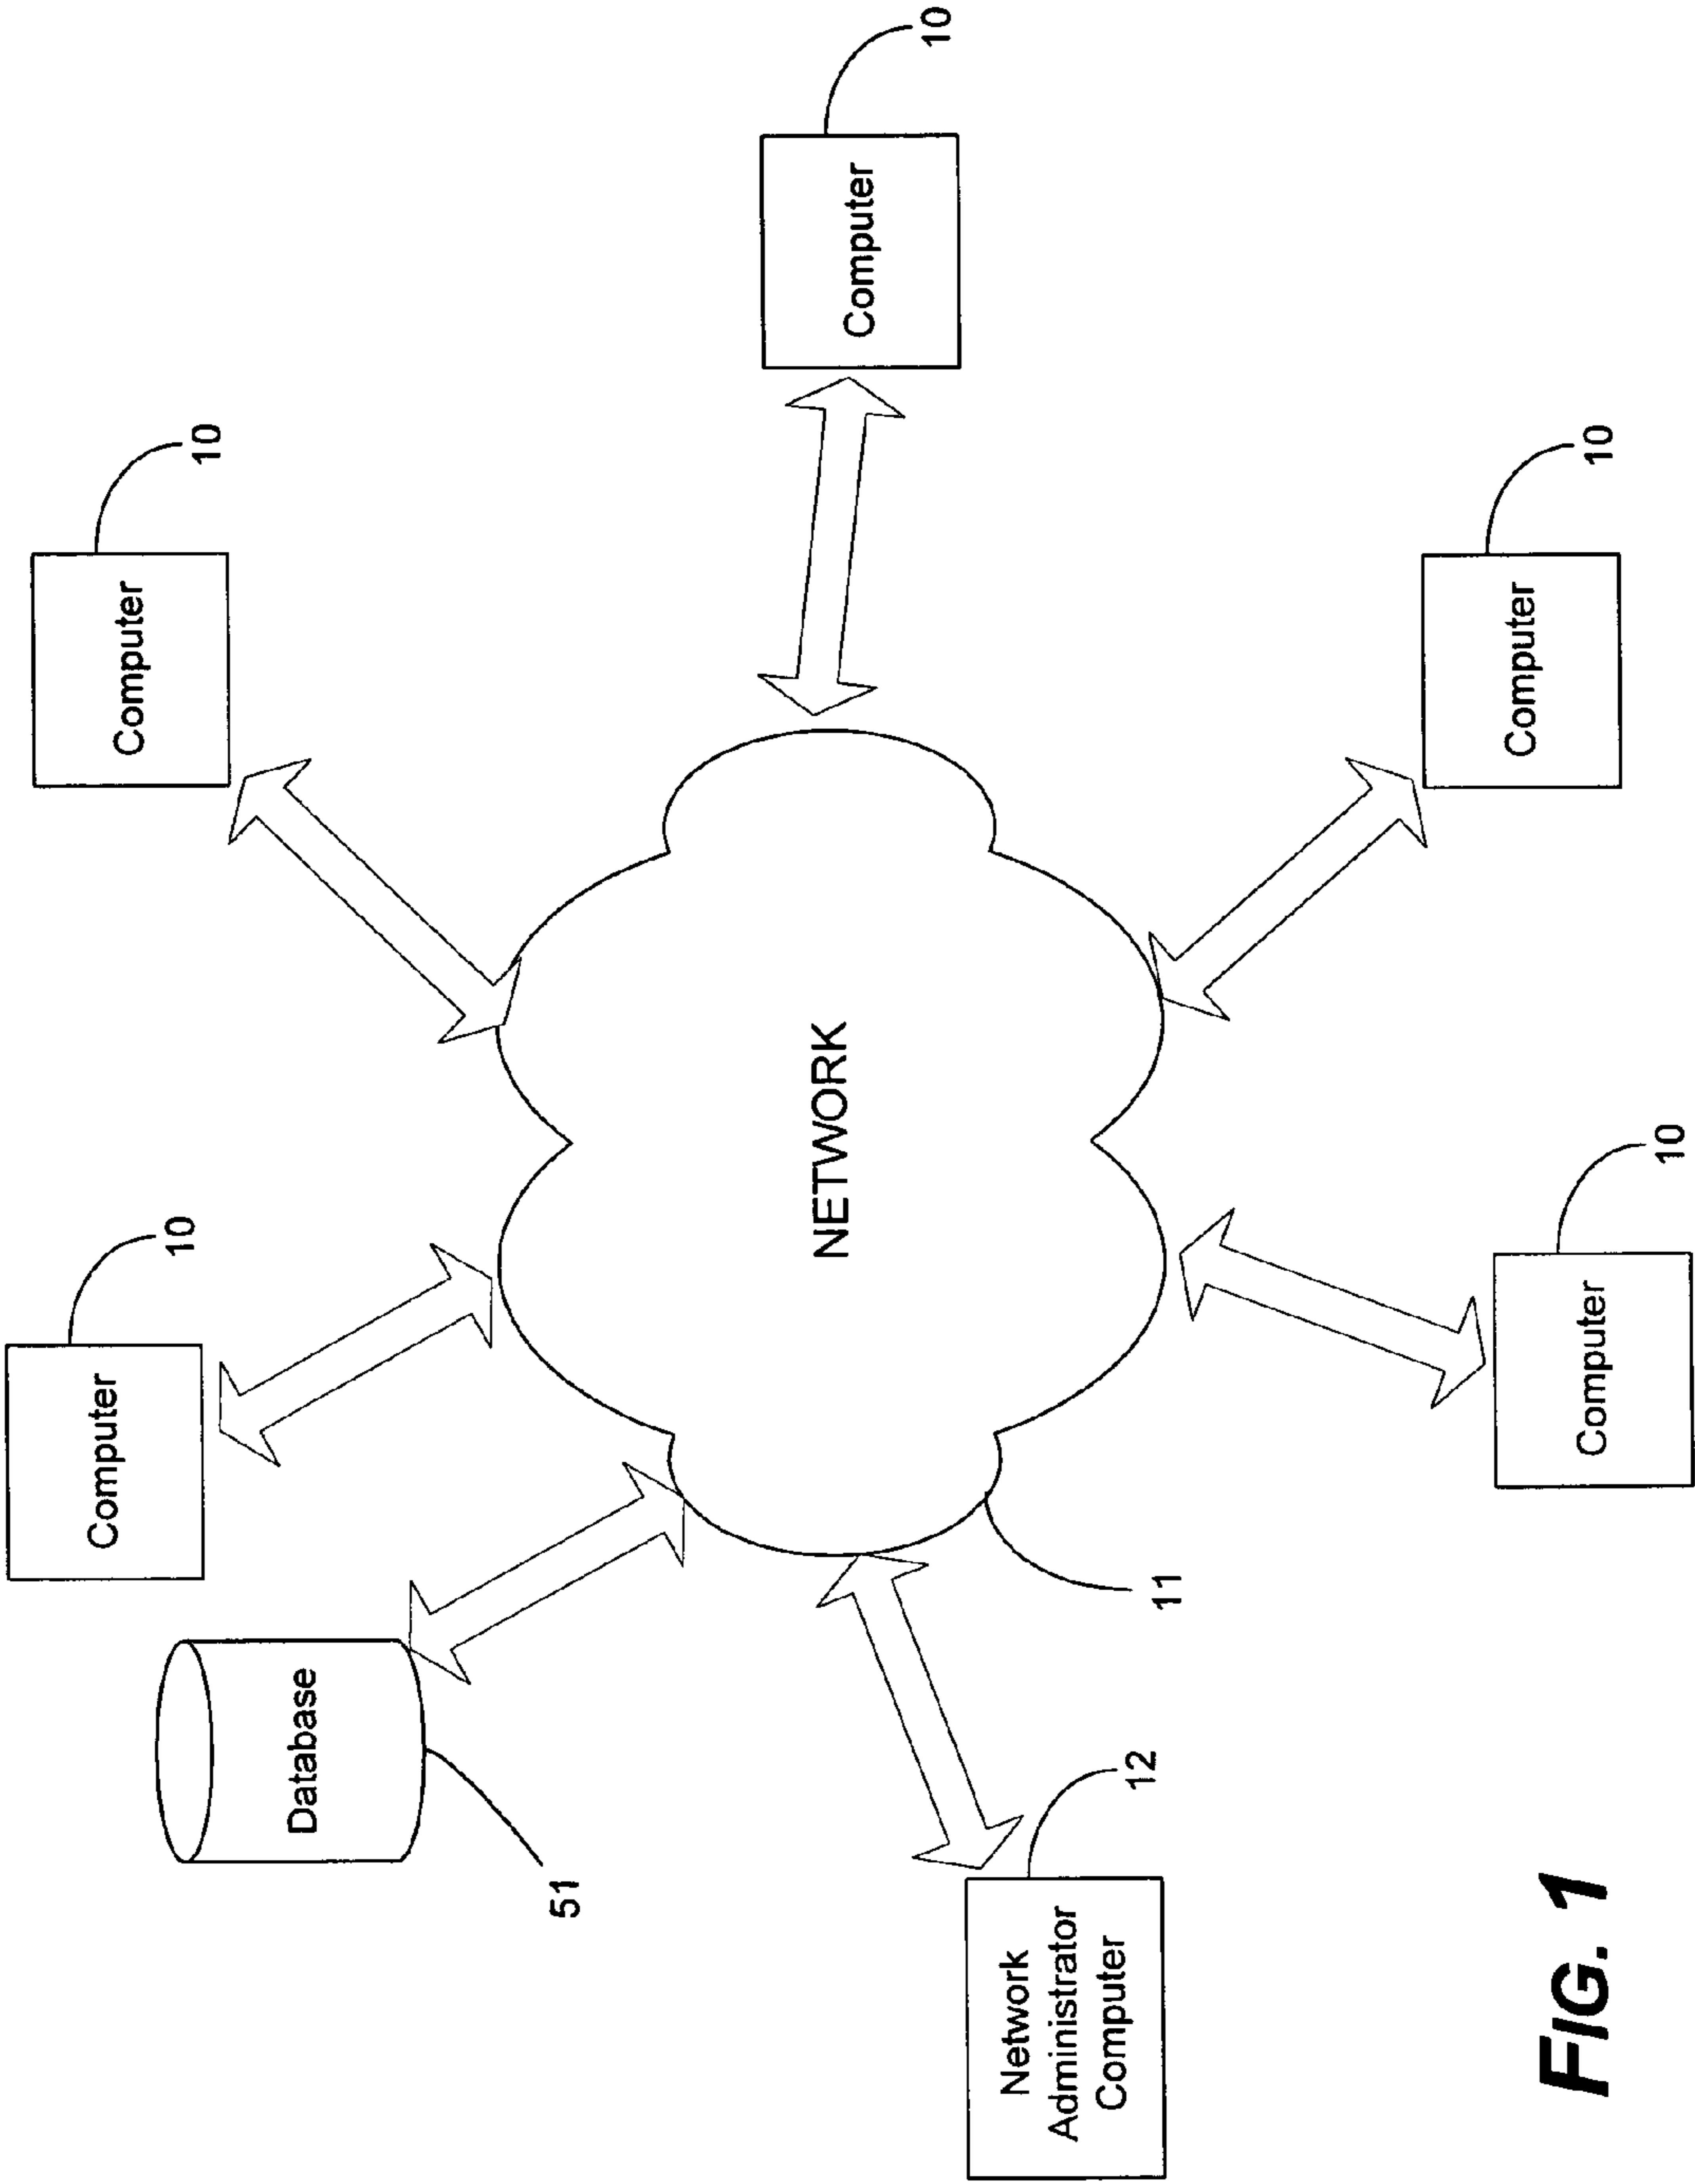 Computer
10
Computer
10
Database
51
NETWORK
Computer
10
Network
Administrator
Computer
12
11
Computer
10
Computer
10
FIG. 1